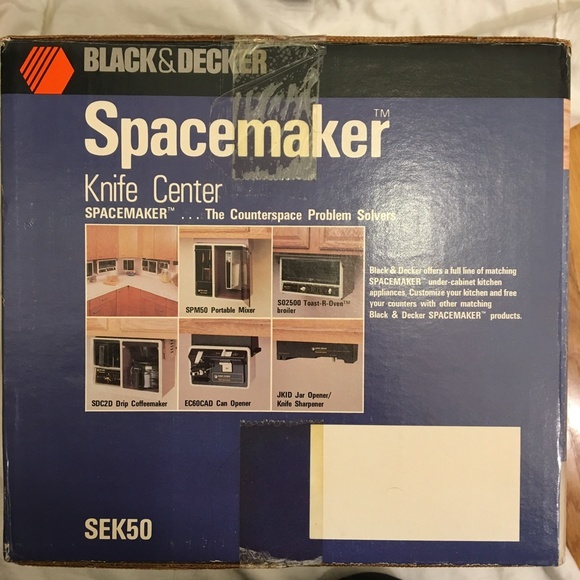 BLACK&DECKER
Spacemaker™
Knife Center
SPACEMAKER™ ... The Counterspace Problem Solvers
SPM50 Portable Mixer
SO2500 Toast-R-Oven™
broiler
SDC2D Drip Coffeemaker
EC60CAD Can Opener
JKID Jar Opener/
Knife Sharpener
Black & Decker offers a full line of matching
SPACEMAKER™ under-cabinet kitchen
appliances. Customize your kitchen and free
your counters with other matching
Black & Decker SPACEMAKER™ products.
SEK50